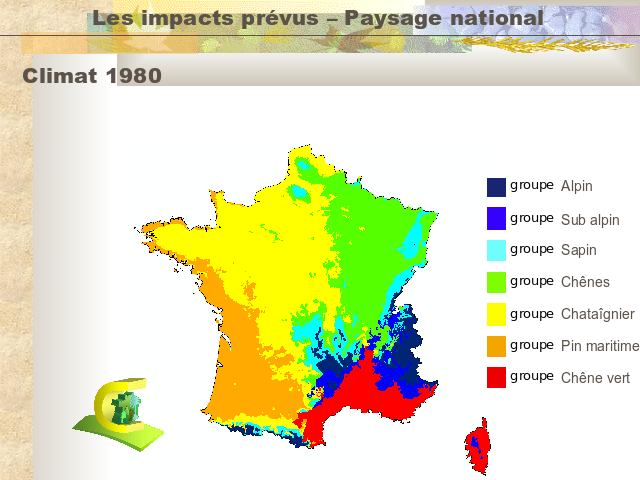 Les impacts prévus – Paysage national
Climat 1980
groupe Alpin
groupe Sub alpin
groupe Sapin
groupe Chênes
groupe Chataîgnier
groupe Pin maritime
groupe Chêne vert